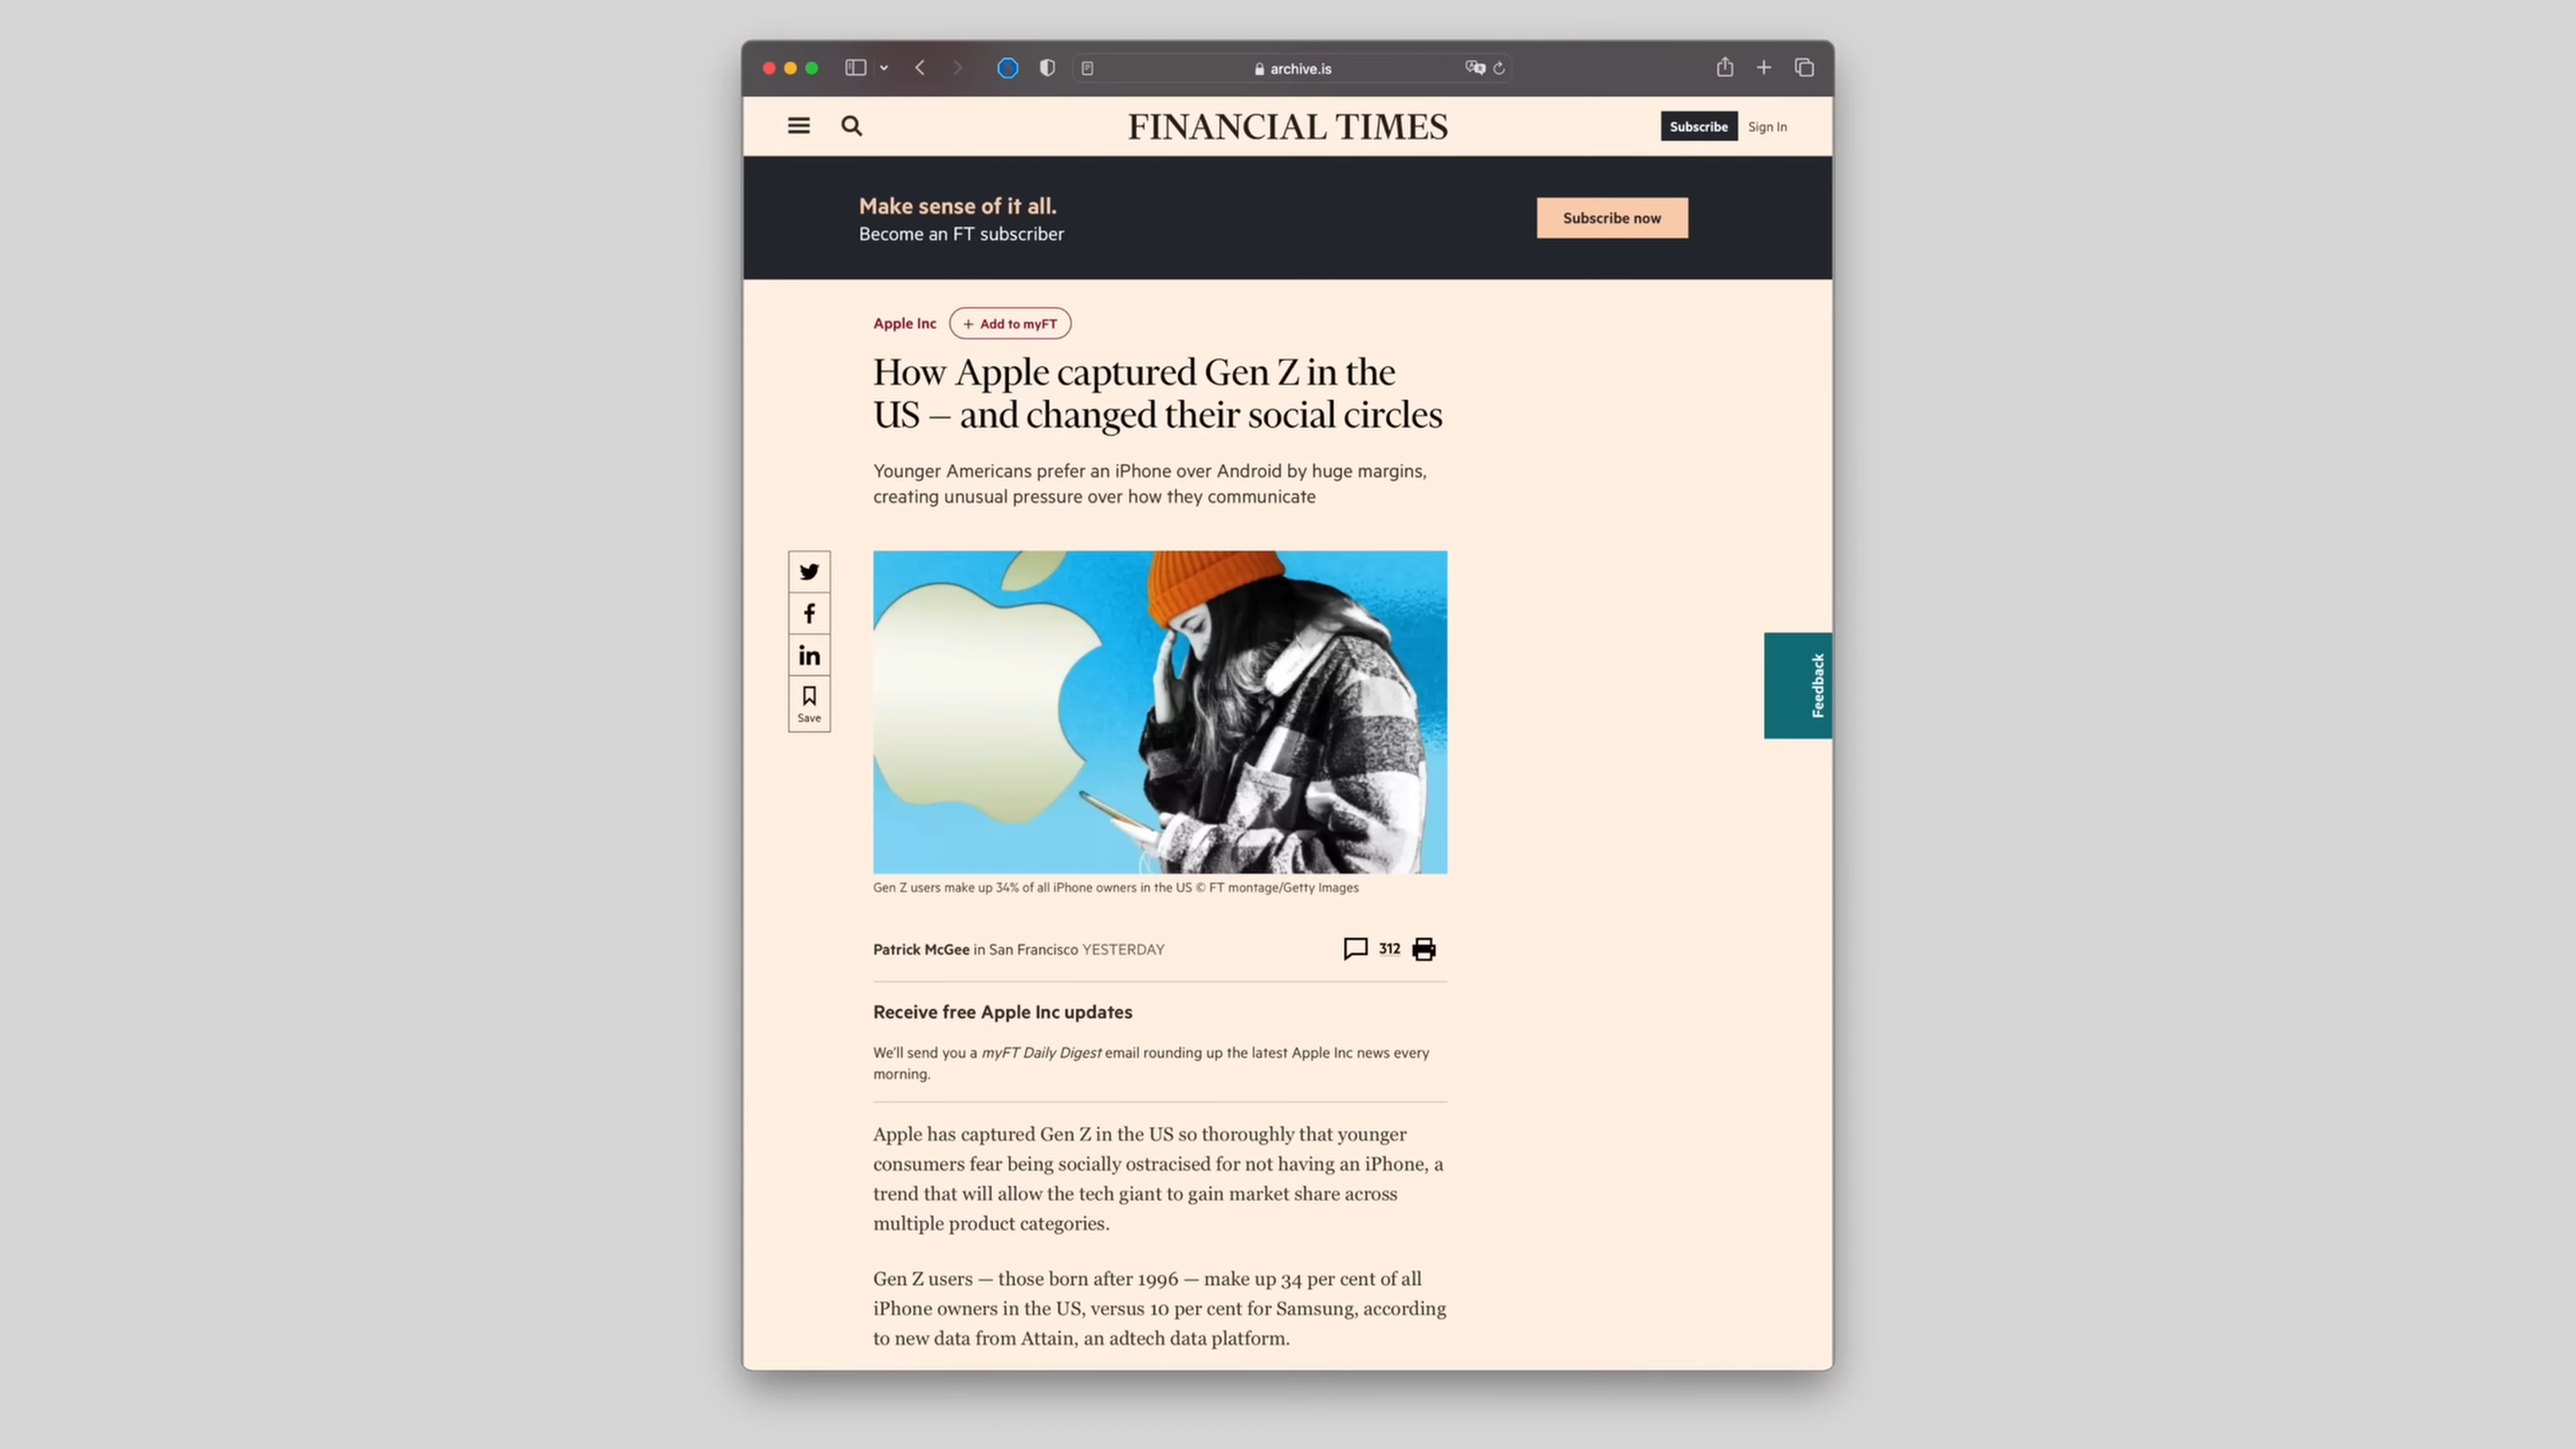 archive.is
FINANCIAL TIMES
Subscribe
Sign In
Make sense of it all.
Become an FT subscriber
Subscribe now
Apple Inc
+ Add to myFT
How Apple captured Gen Z in the
US – and changed their social circles
Younger Americans prefer an iPhone over Android by huge margins,
creating unusual pressure over how they communicate
Save
Feedback
Gen Z users make up 34% of all iPhone owners in the US © FT montage/Getty Images
Patrick McGee in San Francisco YESTERDAY
312
Receive free Apple Inc updates
We'll send you a myFT Daily Digest email rounding up the latest Apple Inc news every
morning.
Apple has captured Gen Z in the US so thoroughly that younger
consumers fear being socially ostracised for not having an iPhone, a
trend that will allow the tech giant to gain market share across
multiple product categories.
Gen Z users — those born after 1996 — make up 34 per cent of all
iPhone owners in the US, versus 10 per cent for Samsung, according
to new data from Attain, an adtech data platform.